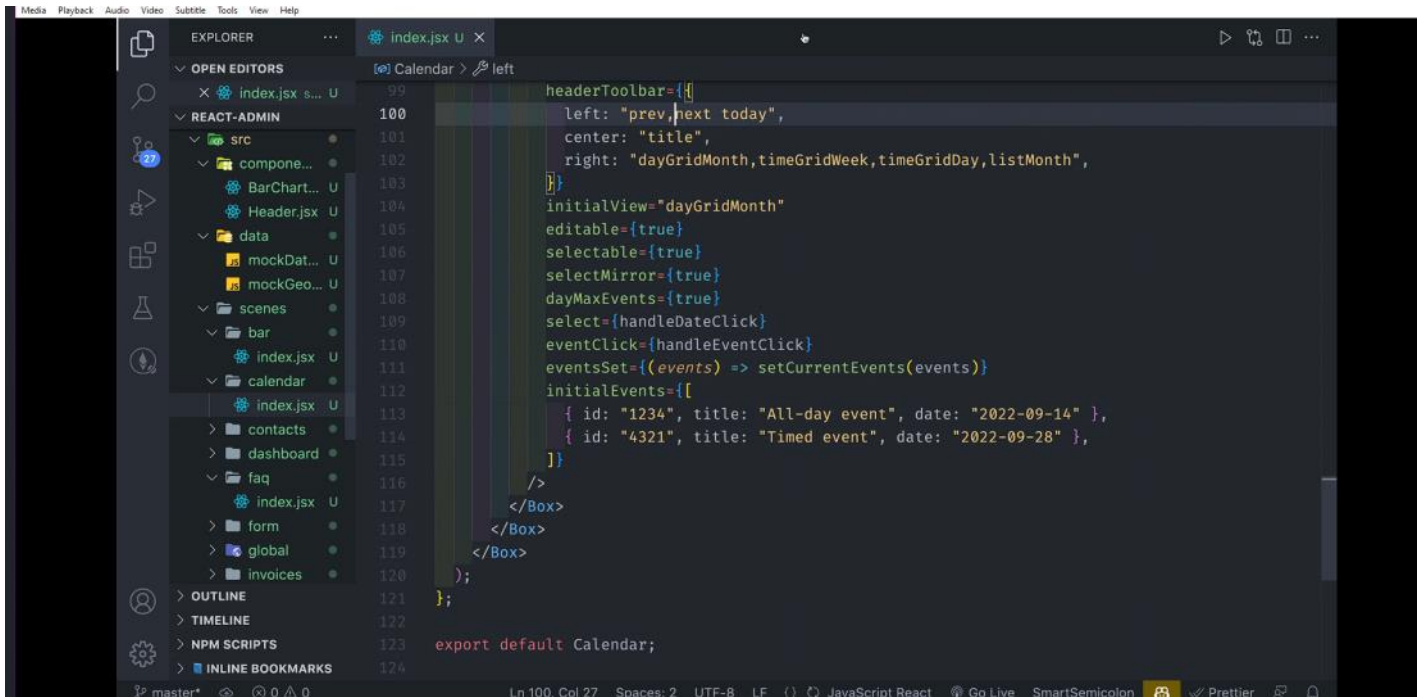 Media Playback Audio Video Subtitle Tools View Help
EXPLORER ...
index.jsx U
OPEN EDITORS
index.jsx s... U
REACT-ADMIN
src
compone...
BarChart... U
Header.jsx U
data
mockDat... U
mockGeo... U
scenes
bar
index.jsx U
calendar
index.jsx U
contacts
dashboard
faq
index.jsx U
form
global
invoices
OUTLINE
TIMELINE
NPM SCRIPTS
INLINE BOOKMARKS
27
Calendar > left
99 headerToolbar={{
100 left: "prev,next today",
101 center: "title",
102 right: "dayGridMonth,timeGridWeek,timeGridDay,listMonth",
103 }}
104 initialView="dayGridMonth"
105 editable={true}
106 selectable={true}
107 selectMirror={true}
108 dayMaxEvents={true}
109 select={handleDateClick}
110 eventClick={handleEventClick}
111 eventsSet={(events) => setCurrentEvents(events)}
112 initialEvents={[
113 { id: "1234", title: "All-day event", date: "2022-09-14" },
114 { id: "4321", title: "Timed event", date: "2022-09-28" },
115 ]}
116 />
117 </Box>
118 </Box>
119 </Box>
120 );
121 };
122
123 export default Calendar;
124
master* 0 0 Ln 100, Col 27 Spaces: 2 UTF-8 LF {} JavaScript React Go Live SmartSemicolon Prettier